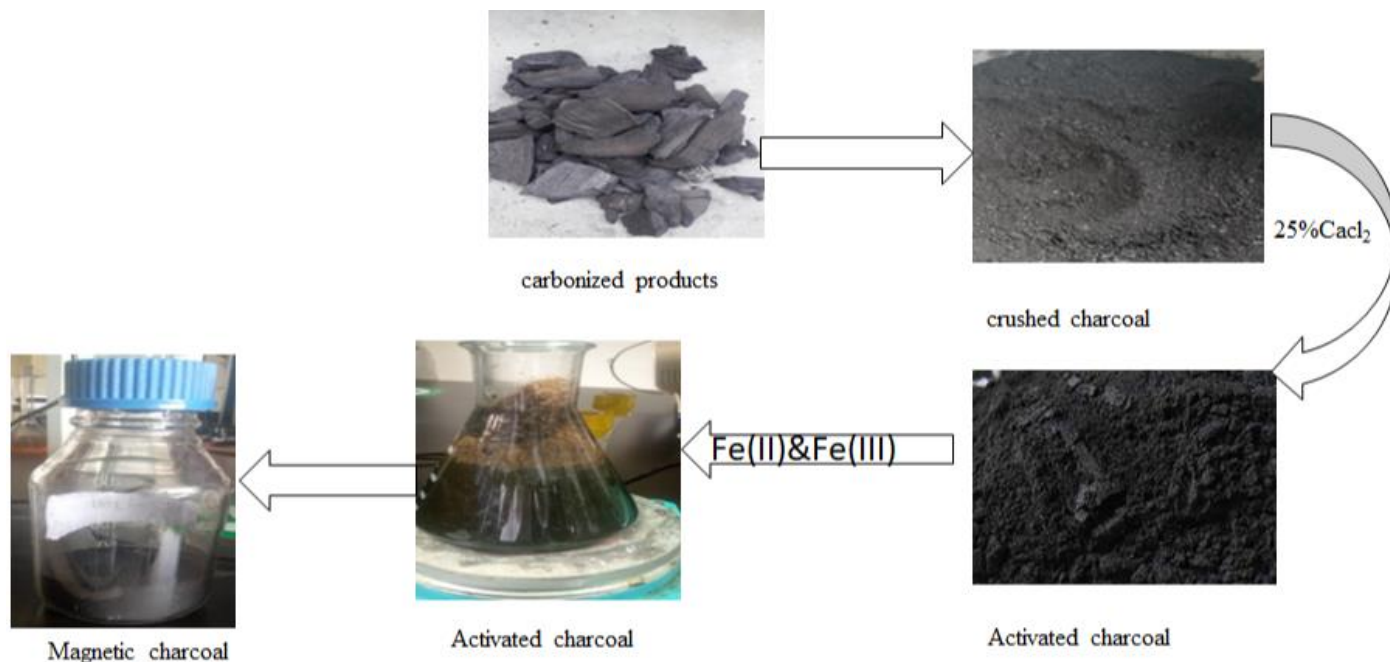 carbonized products
crushed charcoal
25%Cacl₂
Activated charcoal
Fe(II)&Fe(III)
Activated charcoal
Magnetic charcoal